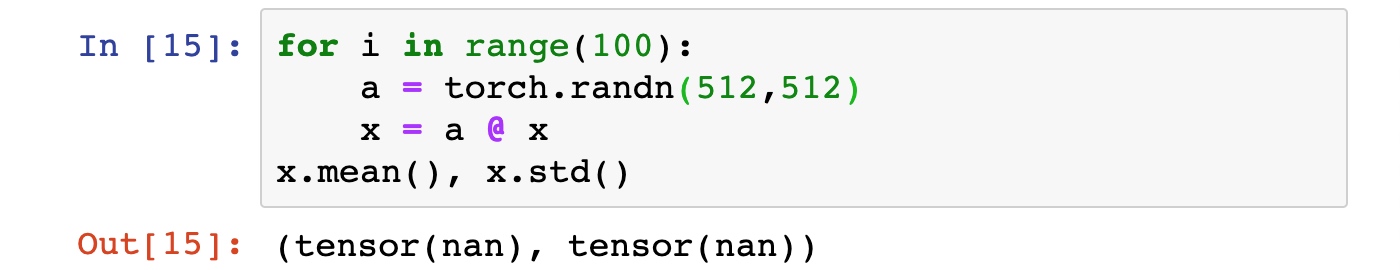 In [15]: for i in range(100):
    a = torch.randn(512,512)
    x = a @ x
x.mean(), x.std()
Out[15]: (tensor(nan), tensor(nan))